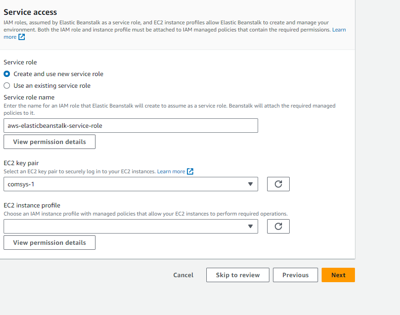 Service access
IAM roles, assumed by Elastic Beanstalk as a service role, and EC2 instance profiles allow Elastic Beanstalk to create and manage your
environment. Both the IAM role and instance profile must be attached to IAM managed policies that contain the required permissions. Learn
more
Service role
Create and use new service role
Use an existing service role
Service role name
Enter the name for an IAM role that Elastic Beanstalk will create to assume as a service role. Beanstalk will attach the required managed
policies to it.
aws-elasticbeanstalk-service-role
View permission details
EC2 key pair
Select an EC2 key pair to securely log in to your EC2 instances. Learn more
comsys-1
EC2 instance profile
Choose an IAM instance profile with managed policies that allow your EC2 instances to perform required operations.
View permission details
Cancel
Skip to review
Previous
Next